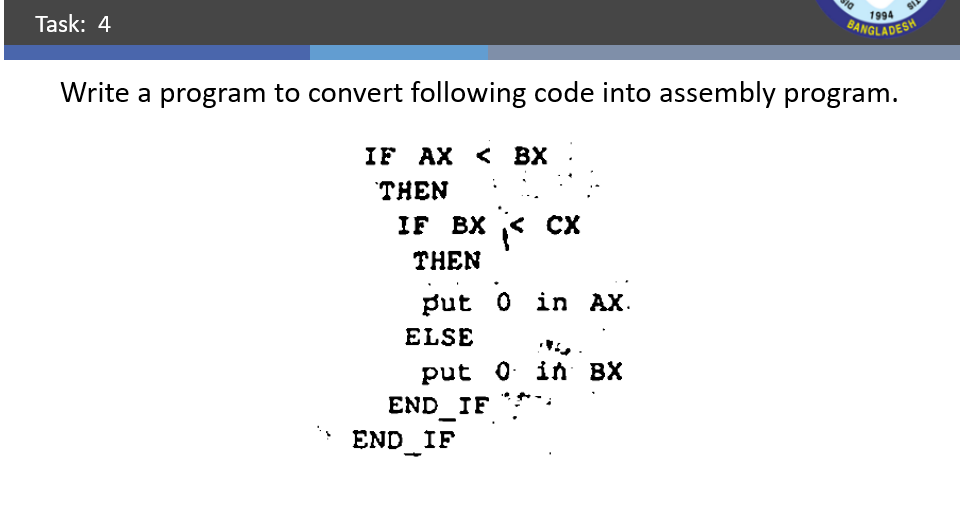 Task: 4
1994
BANGLADESH
Write a program to convert following code into assembly program.
IF AX < BX
THEN
IF BX < CX
THEN
put 0 in AX
ELSE
put 0 in BX
END_IF
END_IF